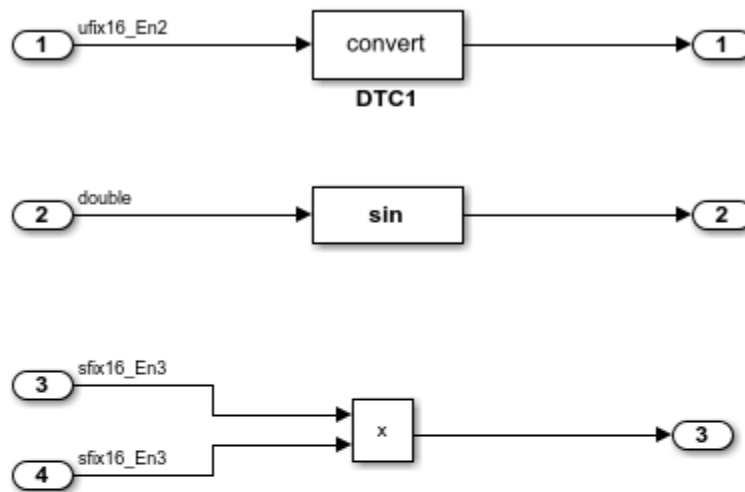 ufix16_En2
1
convert
1
DTC1
double
2
sin
2
sfix16_En3
3
x
3
sfix16_En3
4